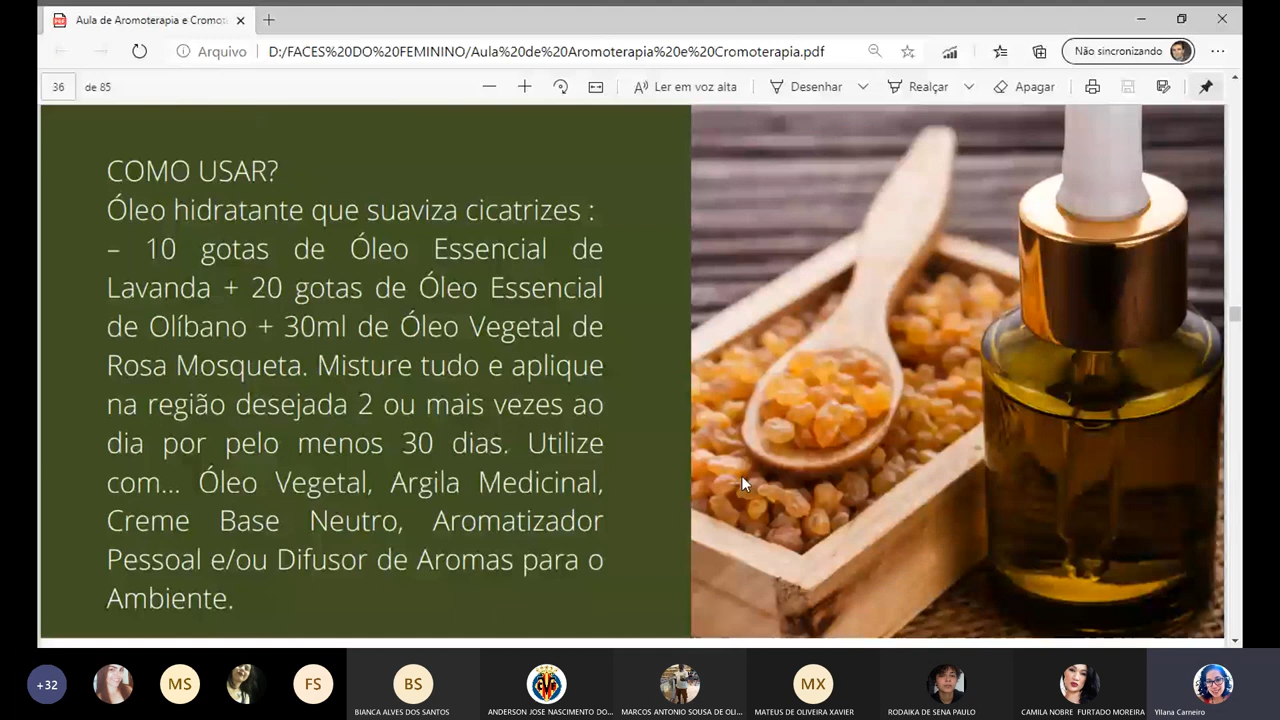 Aula de Aromoterapia e Cromot
Arquivo
D:/FACES%20DO%20FEMININO/Aula%20de%20Aromoterapia%20e%20Cromoterapia.pdf
Não sincronizando
36 de 85
Ler em voz alta
Desenhar
Realçar
Apagar
COMO USAR?
Óleo hidratante que suaviza cicatrizes :
– 10 gotas de Óleo Essencial de
Lavanda + 20 gotas de Óleo Essencial
de Olíbano + 30ml de Óleo Vegetal de
Rosa Mosqueta. Misture tudo e aplique
na região desejada 2 ou mais vezes ao
dia por pelo menos 30 dias. Utilize
com... Óleo Vegetal, Argila Medicinal,
Creme Base Neutro, Aromatizador
Pessoal e/ou Difusor de Aromas para o
Ambiente.
+32
MS
FS
BS
MX
BIANCA ALVES DOS SANTOS
ANDERSON JOSE NASCIMENTO DO...
MARCOS ANTONIO SOUSA DE OLI...
MATEUS DE OLIVEIRA XAVIER
RODAIKA DE SENA PAULO
CAMILA NOBRE FURTADO MOREIRA
Yllana Carneiro